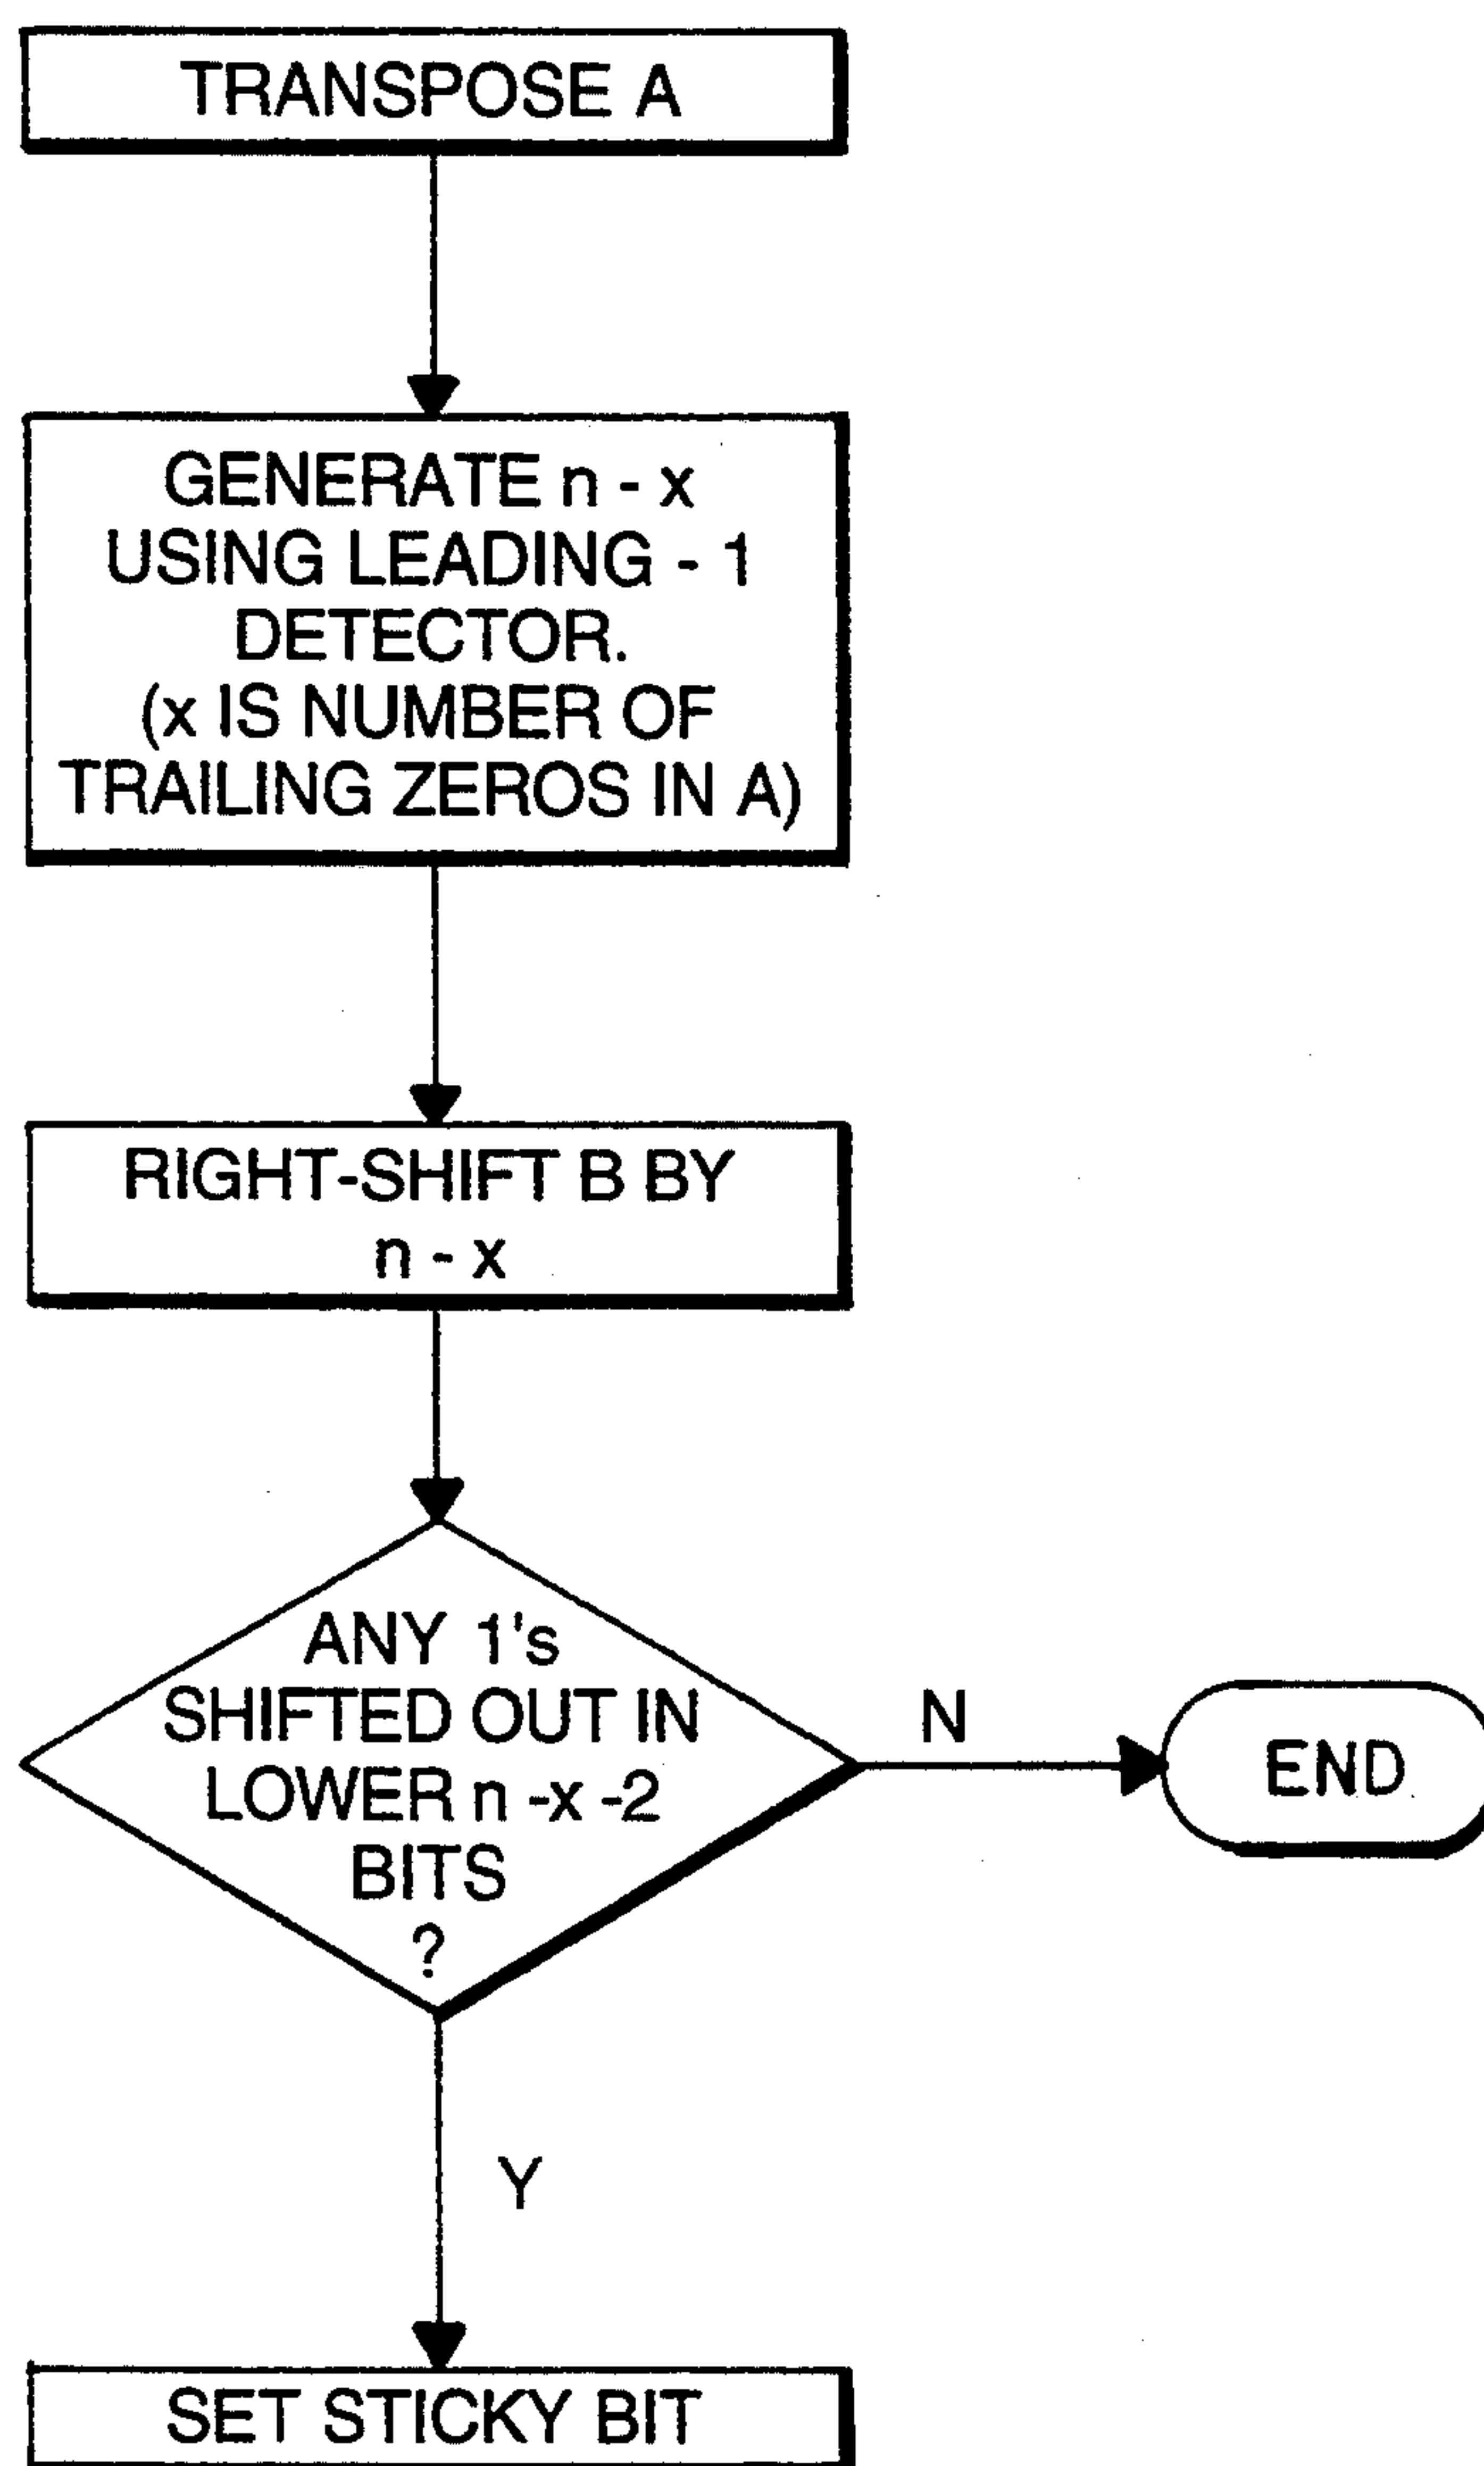 TRANSPOSE A
GENERATE n - x
USING LEADING - 1
DETECTOR.
(x IS NUMBER OF
TRAILING ZEROS IN A)
RIGHT-SHIFT B BY
n - x
ANY 1's
SHIFTED OUT IN
LOWER n -x -2
BITS
?
N
END
Y
SET STICKY BIT